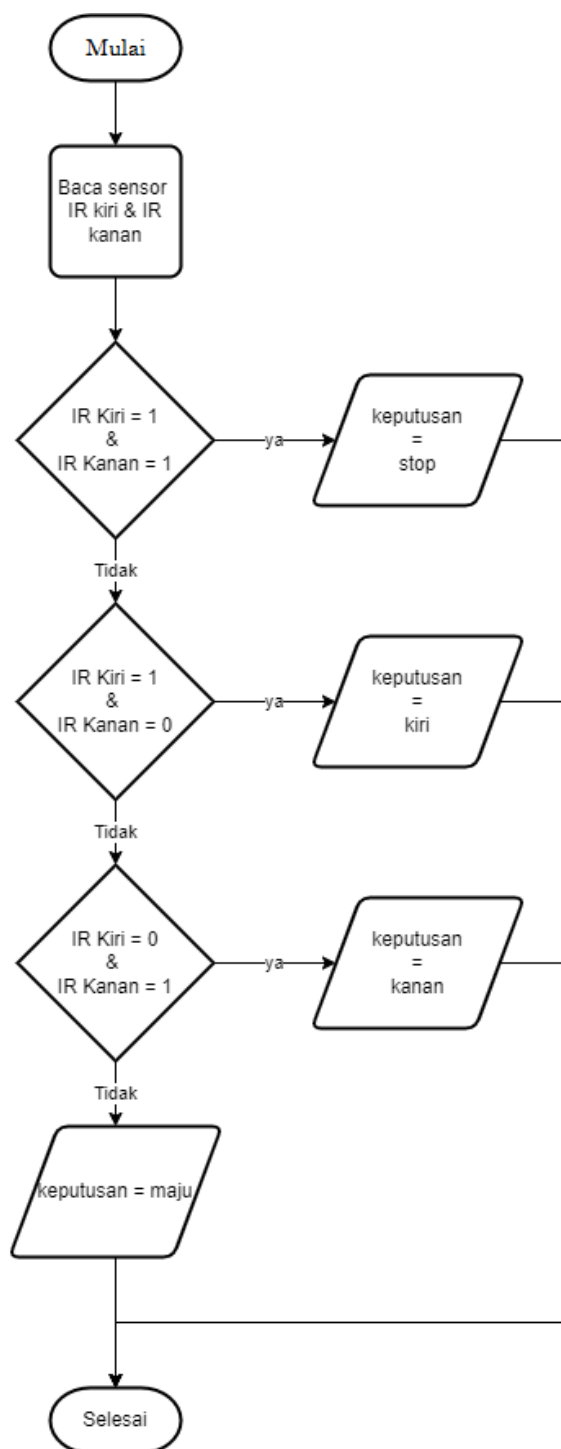 Mulai
Baca sensor
IR kiri & IR
kanan
IR Kiri = 1
&
IR Kanan = 1
ya
keputusan
=
stop
Tidak
IR Kiri = 1
&
IR Kanan = 0
ya
keputusan
=
kiri
Tidak
IR Kiri = 0
&
IR Kanan = 1
ya
keputusan
=
kanan
Tidak
keputusan = maju
Selesai